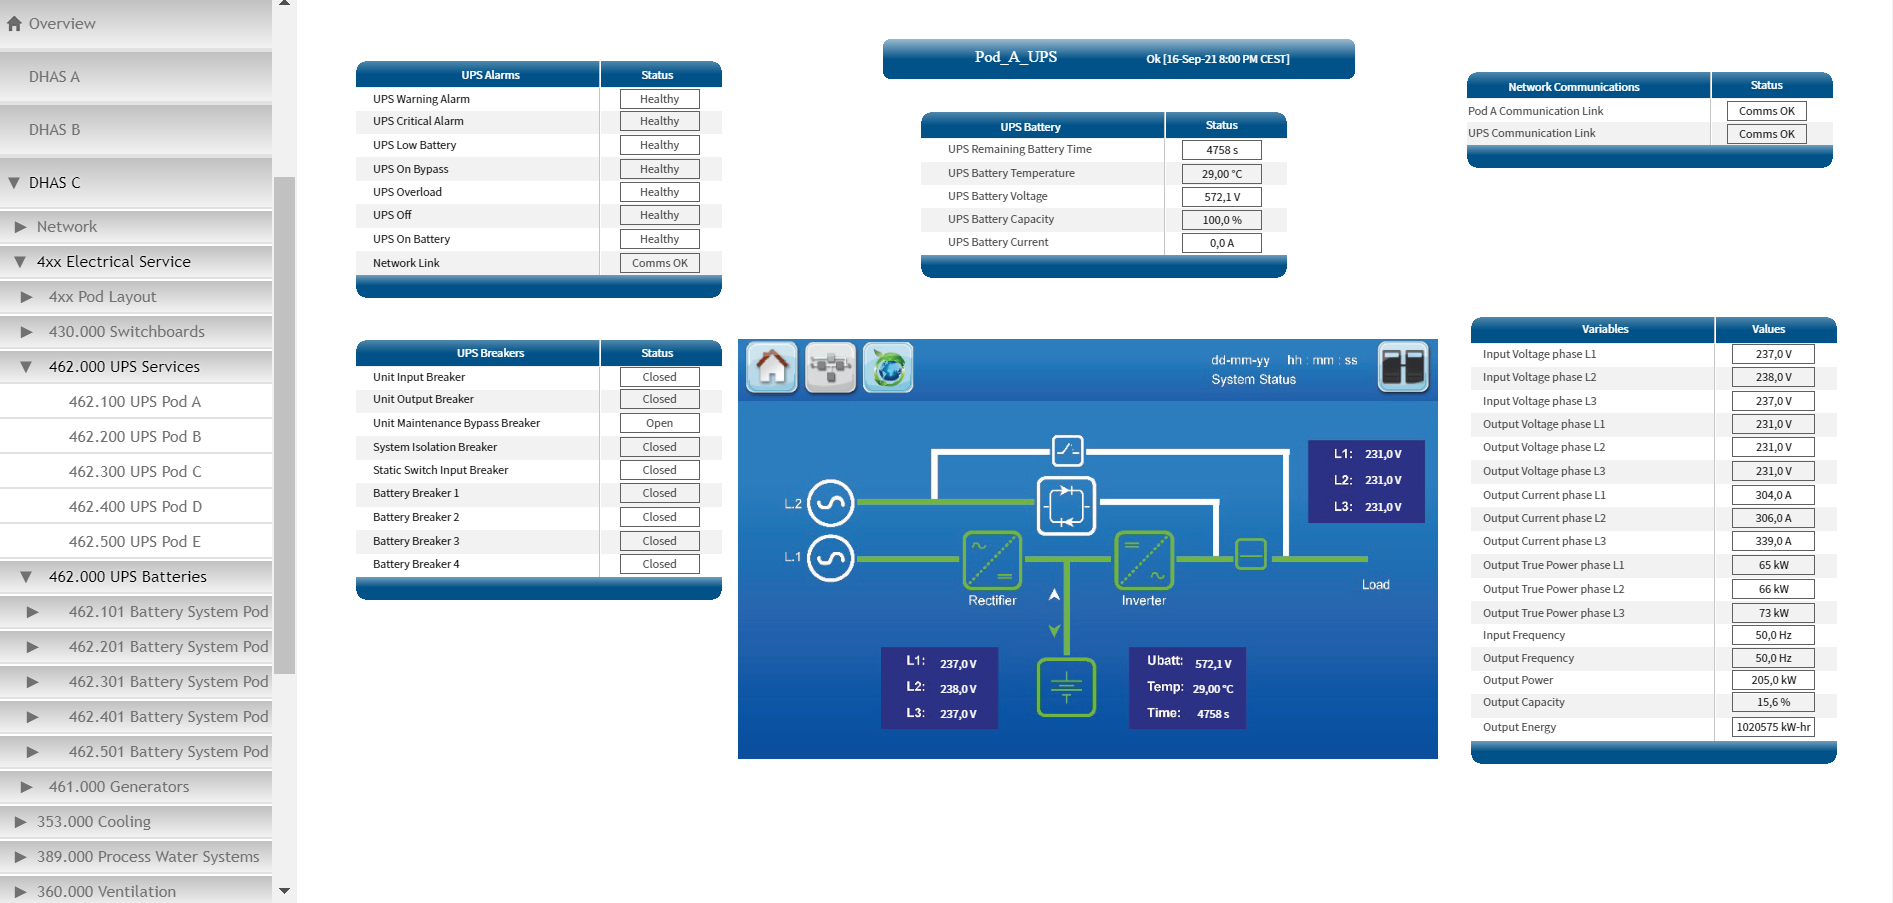 Overview
DHAS A
DHAS B
DHAS C
Network
4xx Electrical Service
4xx Pod Layout
430.000 Switchboards
462.000 UPS Services
462.100 UPS Pod A
462.200 UPS Pod B
462.300 UPS Pod C
462.400 UPS Pod D
462.500 UPS Pod E
462.000 UPS Batteries
462.101 Battery System Pod
462.201 Battery System Pod
462.301 Battery System Pod
462.401 Battery System Pod
462.501 Battery System Pod
461.000 Generators
353.000 Cooling
389.000 Process Water Systems
360.000 Ventilation
UPS Alarms Status
UPS Warning Alarm Healthy
UPS Critical Alarm Healthy
UPS Low Battery Healthy
UPS On Bypass Healthy
UPS Overload Healthy
UPS Off Healthy
UPS On Battery Healthy
Network Link Comms OK
UPS Breakers Status
Unit Input Breaker Closed
Unit Output Breaker Closed
Unit Maintenance Bypass Breaker Open
System Isolation Breaker Closed
Static Switch Input Breaker Closed
Battery Breaker 1 Closed
Battery Breaker 2 Closed
Battery Breaker 3 Closed
Battery Breaker 4 Closed
Pod_A_UPS Ok [16-Sep-21 8:00 PM CEST]
UPS Battery Status
UPS Remaining Battery Time 4758 s
UPS Battery Temperature 29,00 °C
UPS Battery Voltage 572,1 V
UPS Battery Capacity 100,0 %
UPS Battery Current 0,0 A
dd-mm-yy hh : mm : ss
System Status
L1: 231,0 V
L2: 231,0 V
L3: 231,0 V
L.2
L.1
Load
Rectifier
Inverter
L1: 237,0 V
L2: 238,0 V
L3: 237,0 V
Ubatt: 572,1 V
Temp: 29,00 °C
Time: 4758 s
Network Communications Status
Pod A Communication Link Comms OK
UPS Communication Link Comms OK
Variables Values
Input Voltage phase L1 237,0 V
Input Voltage phase L2 238,0 V
Input Voltage phase L3 237,0 V
Output Voltage phase L1 231,0 V
Output Voltage phase L2 231,0 V
Output Voltage phase L3 231,0 V
Output Current phase L1 304,0 A
Output Current phase L2 306,0 A
Output Current phase L3 339,0 A
Output True Power phase L1 65 kW
Output True Power phase L2 66 kW
Output True Power phase L3 73 kW
Input Frequency 50,0 Hz
Output Frequency 50,0 Hz
Output Power 205,0 kW
Output Capacity 15,6 %
Output Energy 1020575 kW-hr